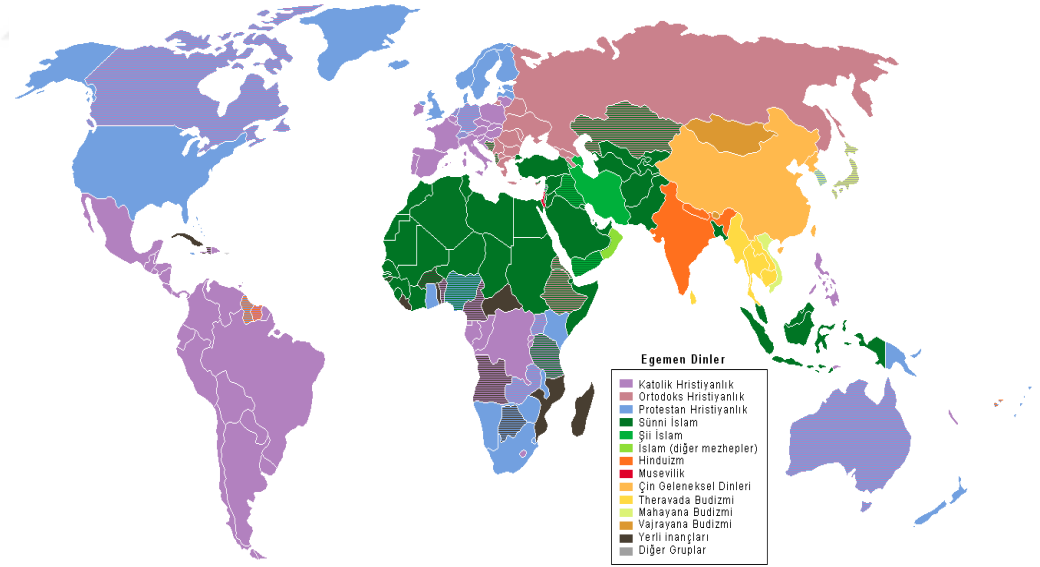 Egemen Dinler
Katolik Hristiyanlık
Ortodoks Hristiyanlık
Protestan Hristiyanlık
Sünni İslam
Şii İslam
İslam (diğer mezhepler)
Hinduizm
Musevilik
Çin Geleneksel Dinleri
Theravada Budizmi
Mahayana Budizmi
Vajrayana Budizmi
Yerli inançları
Diğer Gruplar